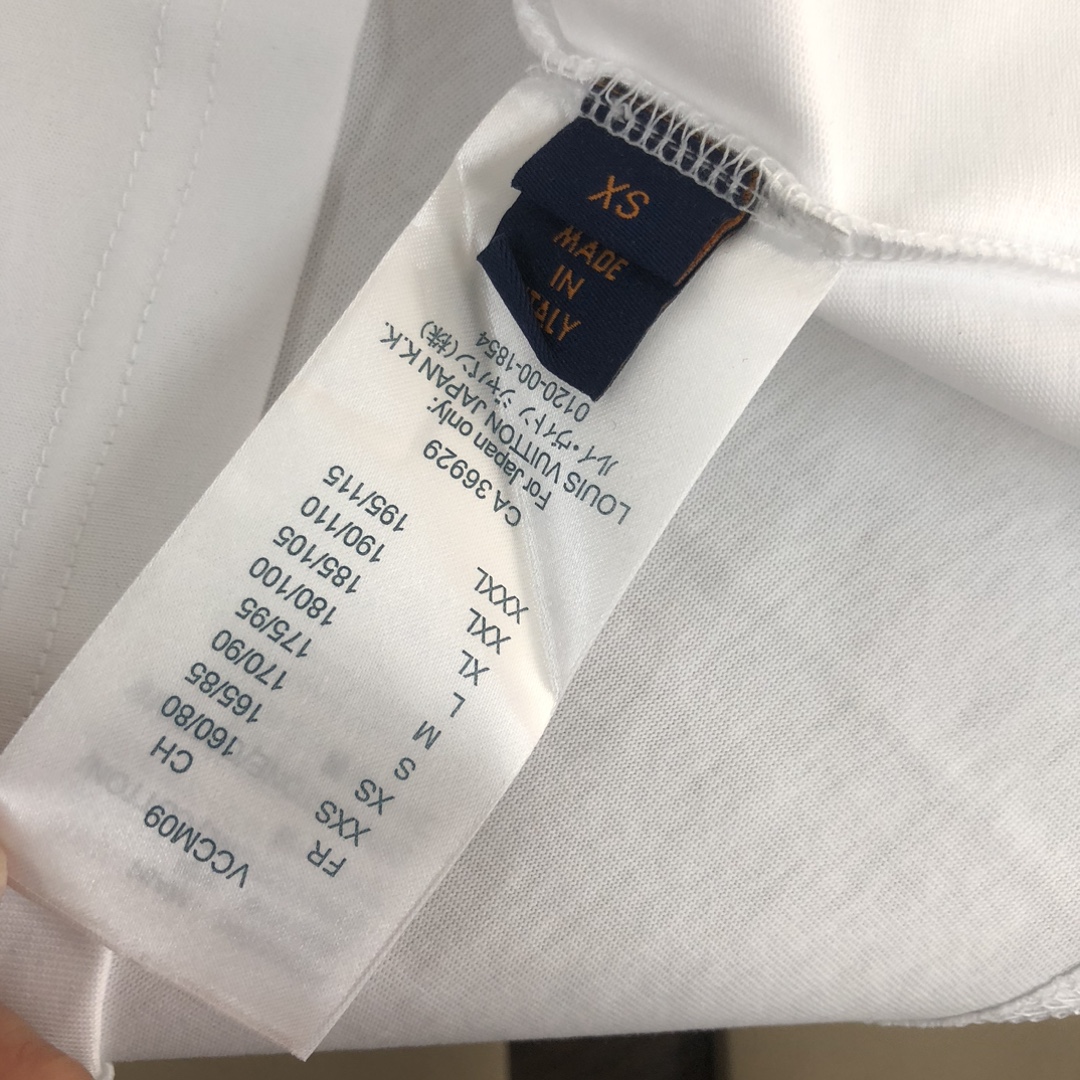 XS
MADE
IN
ITALY
VCCM09
FR CH
XXS 160/80
XS 165/85
S 170/90
M 175/95
L 180/100
XL 185/105
XXL 190/110
XXXL 195/115
CA 36929
For Japan only:
LOUIS VUITTON JAPAN K.K.
ルイ・ヴィトン ジャパン(株)
0120-00-1854